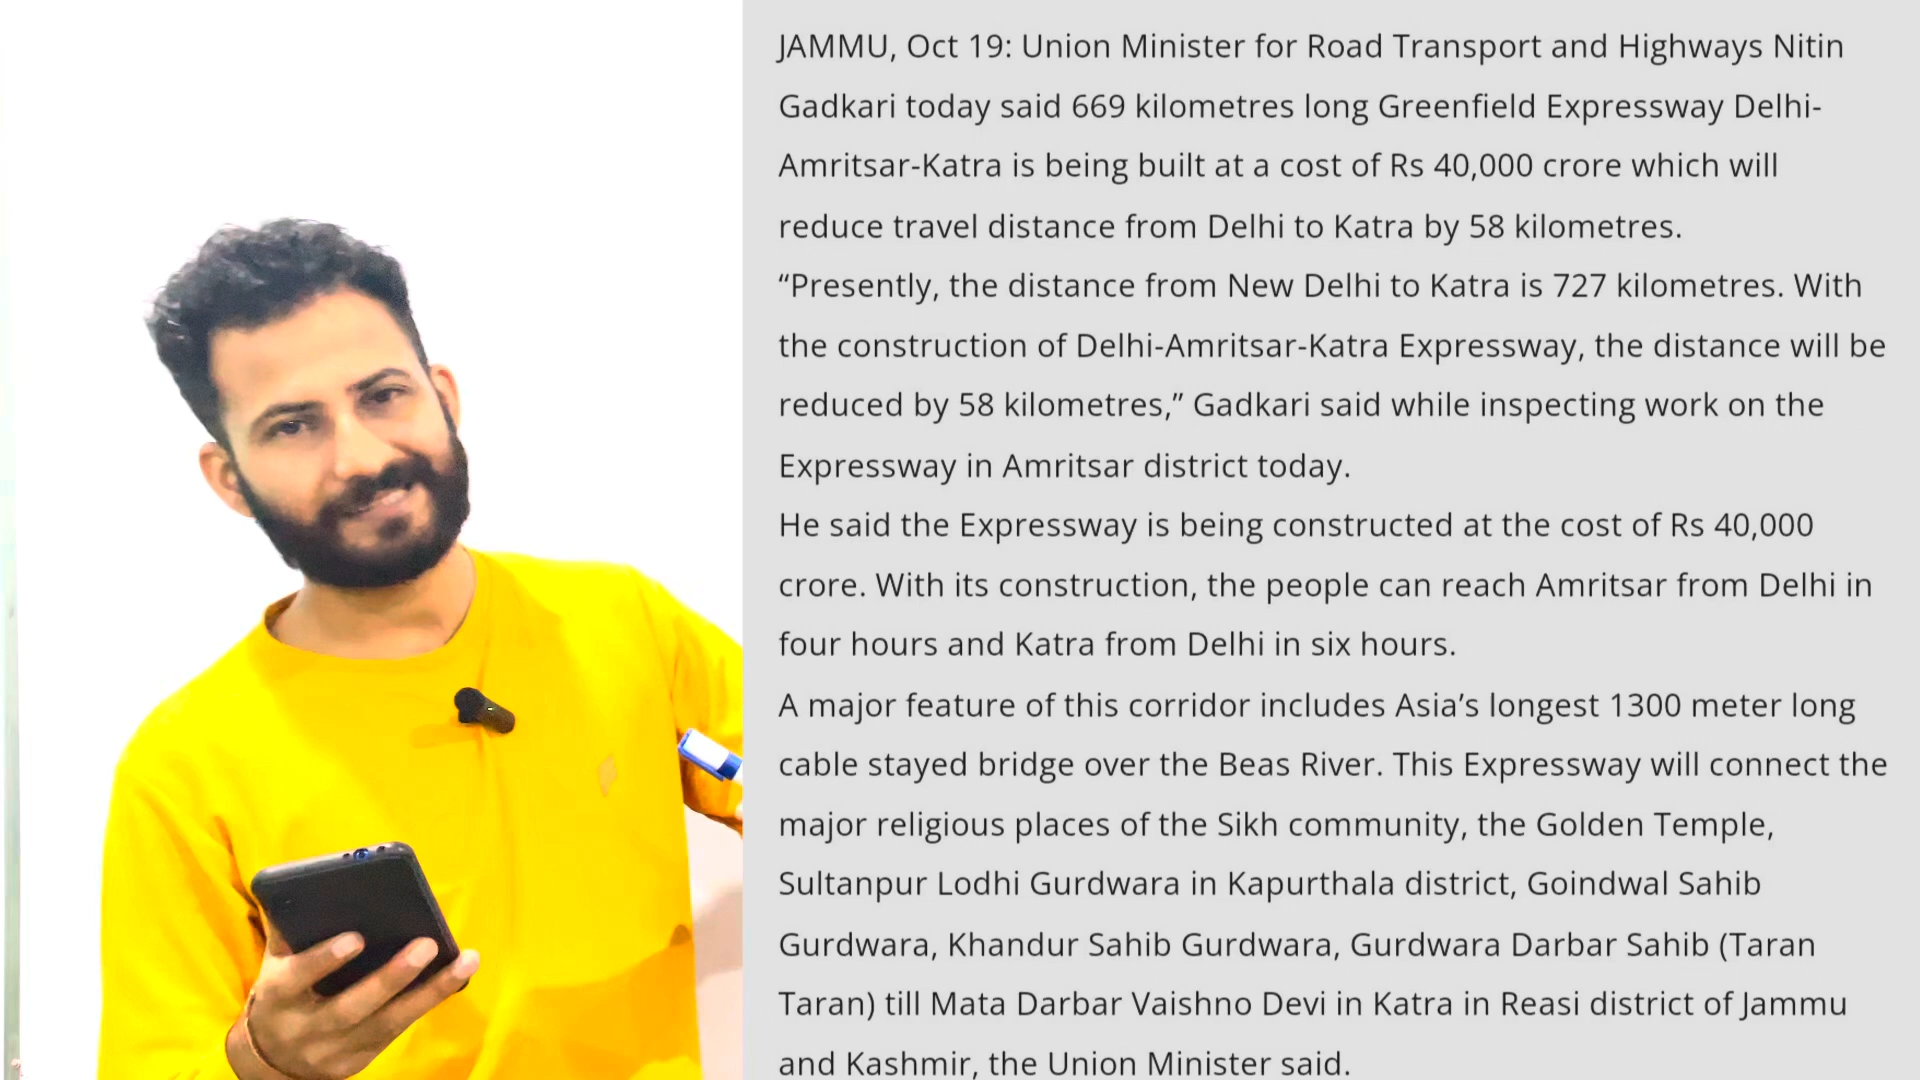 JAMMU, Oct 19: Union Minister for Road Transport and Highways Nitin
Gadkari today said 669 kilometres long Greenfield Expressway Delhi-
Amritsar-Katra is being built at a cost of Rs 40,000 crore which will
reduce travel distance from Delhi to Katra by 58 kilometres.
“Presently, the distance from New Delhi to Katra is 727 kilometres. With
the construction of Delhi-Amritsar-Katra Expressway, the distance will be
reduced by 58 kilometres,” Gadkari said while inspecting work on the
Expressway in Amritsar district today.
He said the Expressway is being constructed at the cost of Rs 40,000
crore. With its construction, the people can reach Amritsar from Delhi in
four hours and Katra from Delhi in six hours.
A major feature of this corridor includes Asia’s longest 1300 meter long
cable stayed bridge over the Beas River. This Expressway will connect the
major religious places of the Sikh community, the Golden Temple,
Sultanpur Lodhi Gurdwara in Kapurthala district, Goindwal Sahib
Gurdwara, Khandur Sahib Gurdwara, Gurdwara Darbar Sahib (Taran
Taran) till Mata Darbar Vaishno Devi in Katra in Reasi district of Jammu
and Kashmir, the Union Minister said.